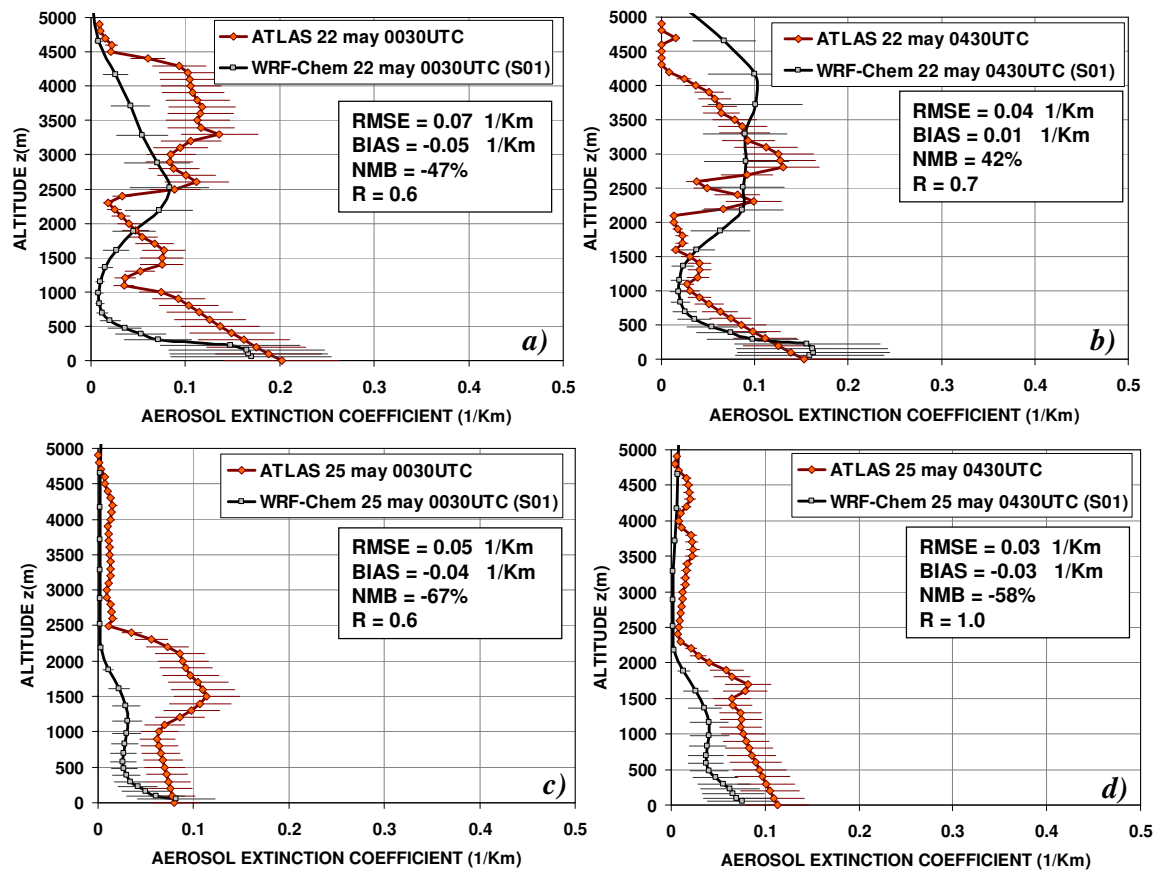 5000
4500
4000
3500
3000
2500
2000
1500
1000
500
0
ALTITUDE z(m)
ATLAS 22 may 0030UTC
WRF-Chem 22 may 0030UTC (S01)
RMSE = 0.07 1/Km
BIAS = -0.05 1/Km
NMB = -47%
R = 0.6
a)
0 0.1 0.2 0.3 0.4 0.5
AEROSOL EXTINCTION COEFFICIENT (1/Km)
5000
4500
4000
3500
3000
2500
2000
1500
1000
500
0
ALTITUDE z(m)
ATLAS 22 may 0430UTC
WRF-Chem 22 may 0430UTC (S01)
RMSE = 0.04 1/Km
BIAS = 0.01 1/Km
NMB = 42%
R = 0.7
b)
0 0.1 0.2 0.3 0.4 0.5
AEROSOL EXTINCTION COEFFICIENT (1/Km)
5000
4500
4000
3500
3000
2500
2000
1500
1000
500
0
ALTITUDE z(m)
ATLAS 25 may 0030UTC
WRF-Chem 25 may 0030UTC (S01)
RMSE = 0.05 1/Km
BIAS = -0.04 1/Km
NMB = -67%
R = 0.6
c)
0 0.1 0.2 0.3 0.4 0.5
AEROSOL EXTINCTION COEFFICIENT (1/Km)
5000
4500
4000
3500
3000
2500
2000
1500
1000
500
0
ALTITUDE z(m)
ATLAS 25 may 0430UTC
WRF-Chem 25 may 0430UTC (S01)
RMSE = 0.03 1/Km
BIAS = -0.03 1/Km
NMB = -58%
R = 1.0
d)
0 0.1 0.2 0.3 0.4 0.5
AEROSOL EXTINCTION COEFFICIENT (1/Km)